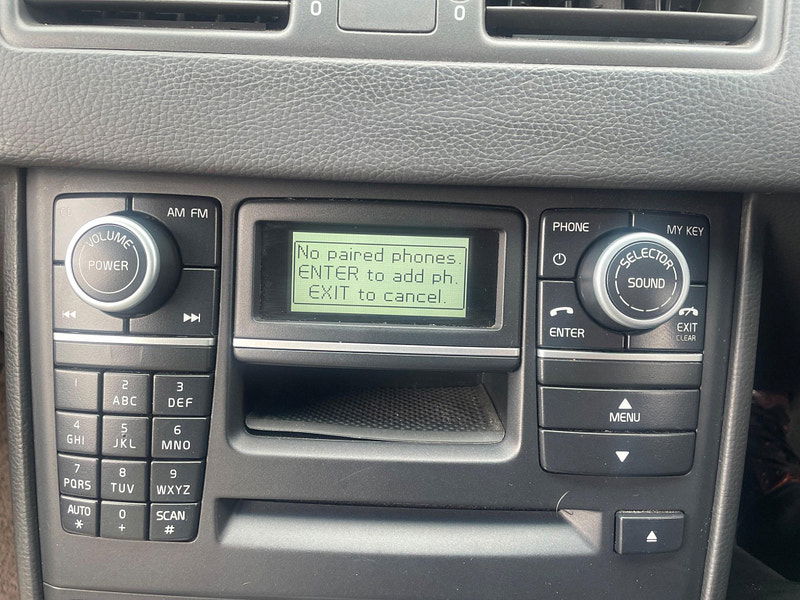 0
0
AM FM
VOLUME
POWER
No paired phones.
ENTER to add ph.
EXIT to cancel.
PHONE
MY KEY
SELECTOR
SOUND
ENTER
EXIT
CLEAR
MENU
1
2
ABC
3
DEF
4
GHI
5
JKL
6
MNO
7
PQRS
8
TUV
9
WXYZ
AUTO
*
0
+
SCAN
#